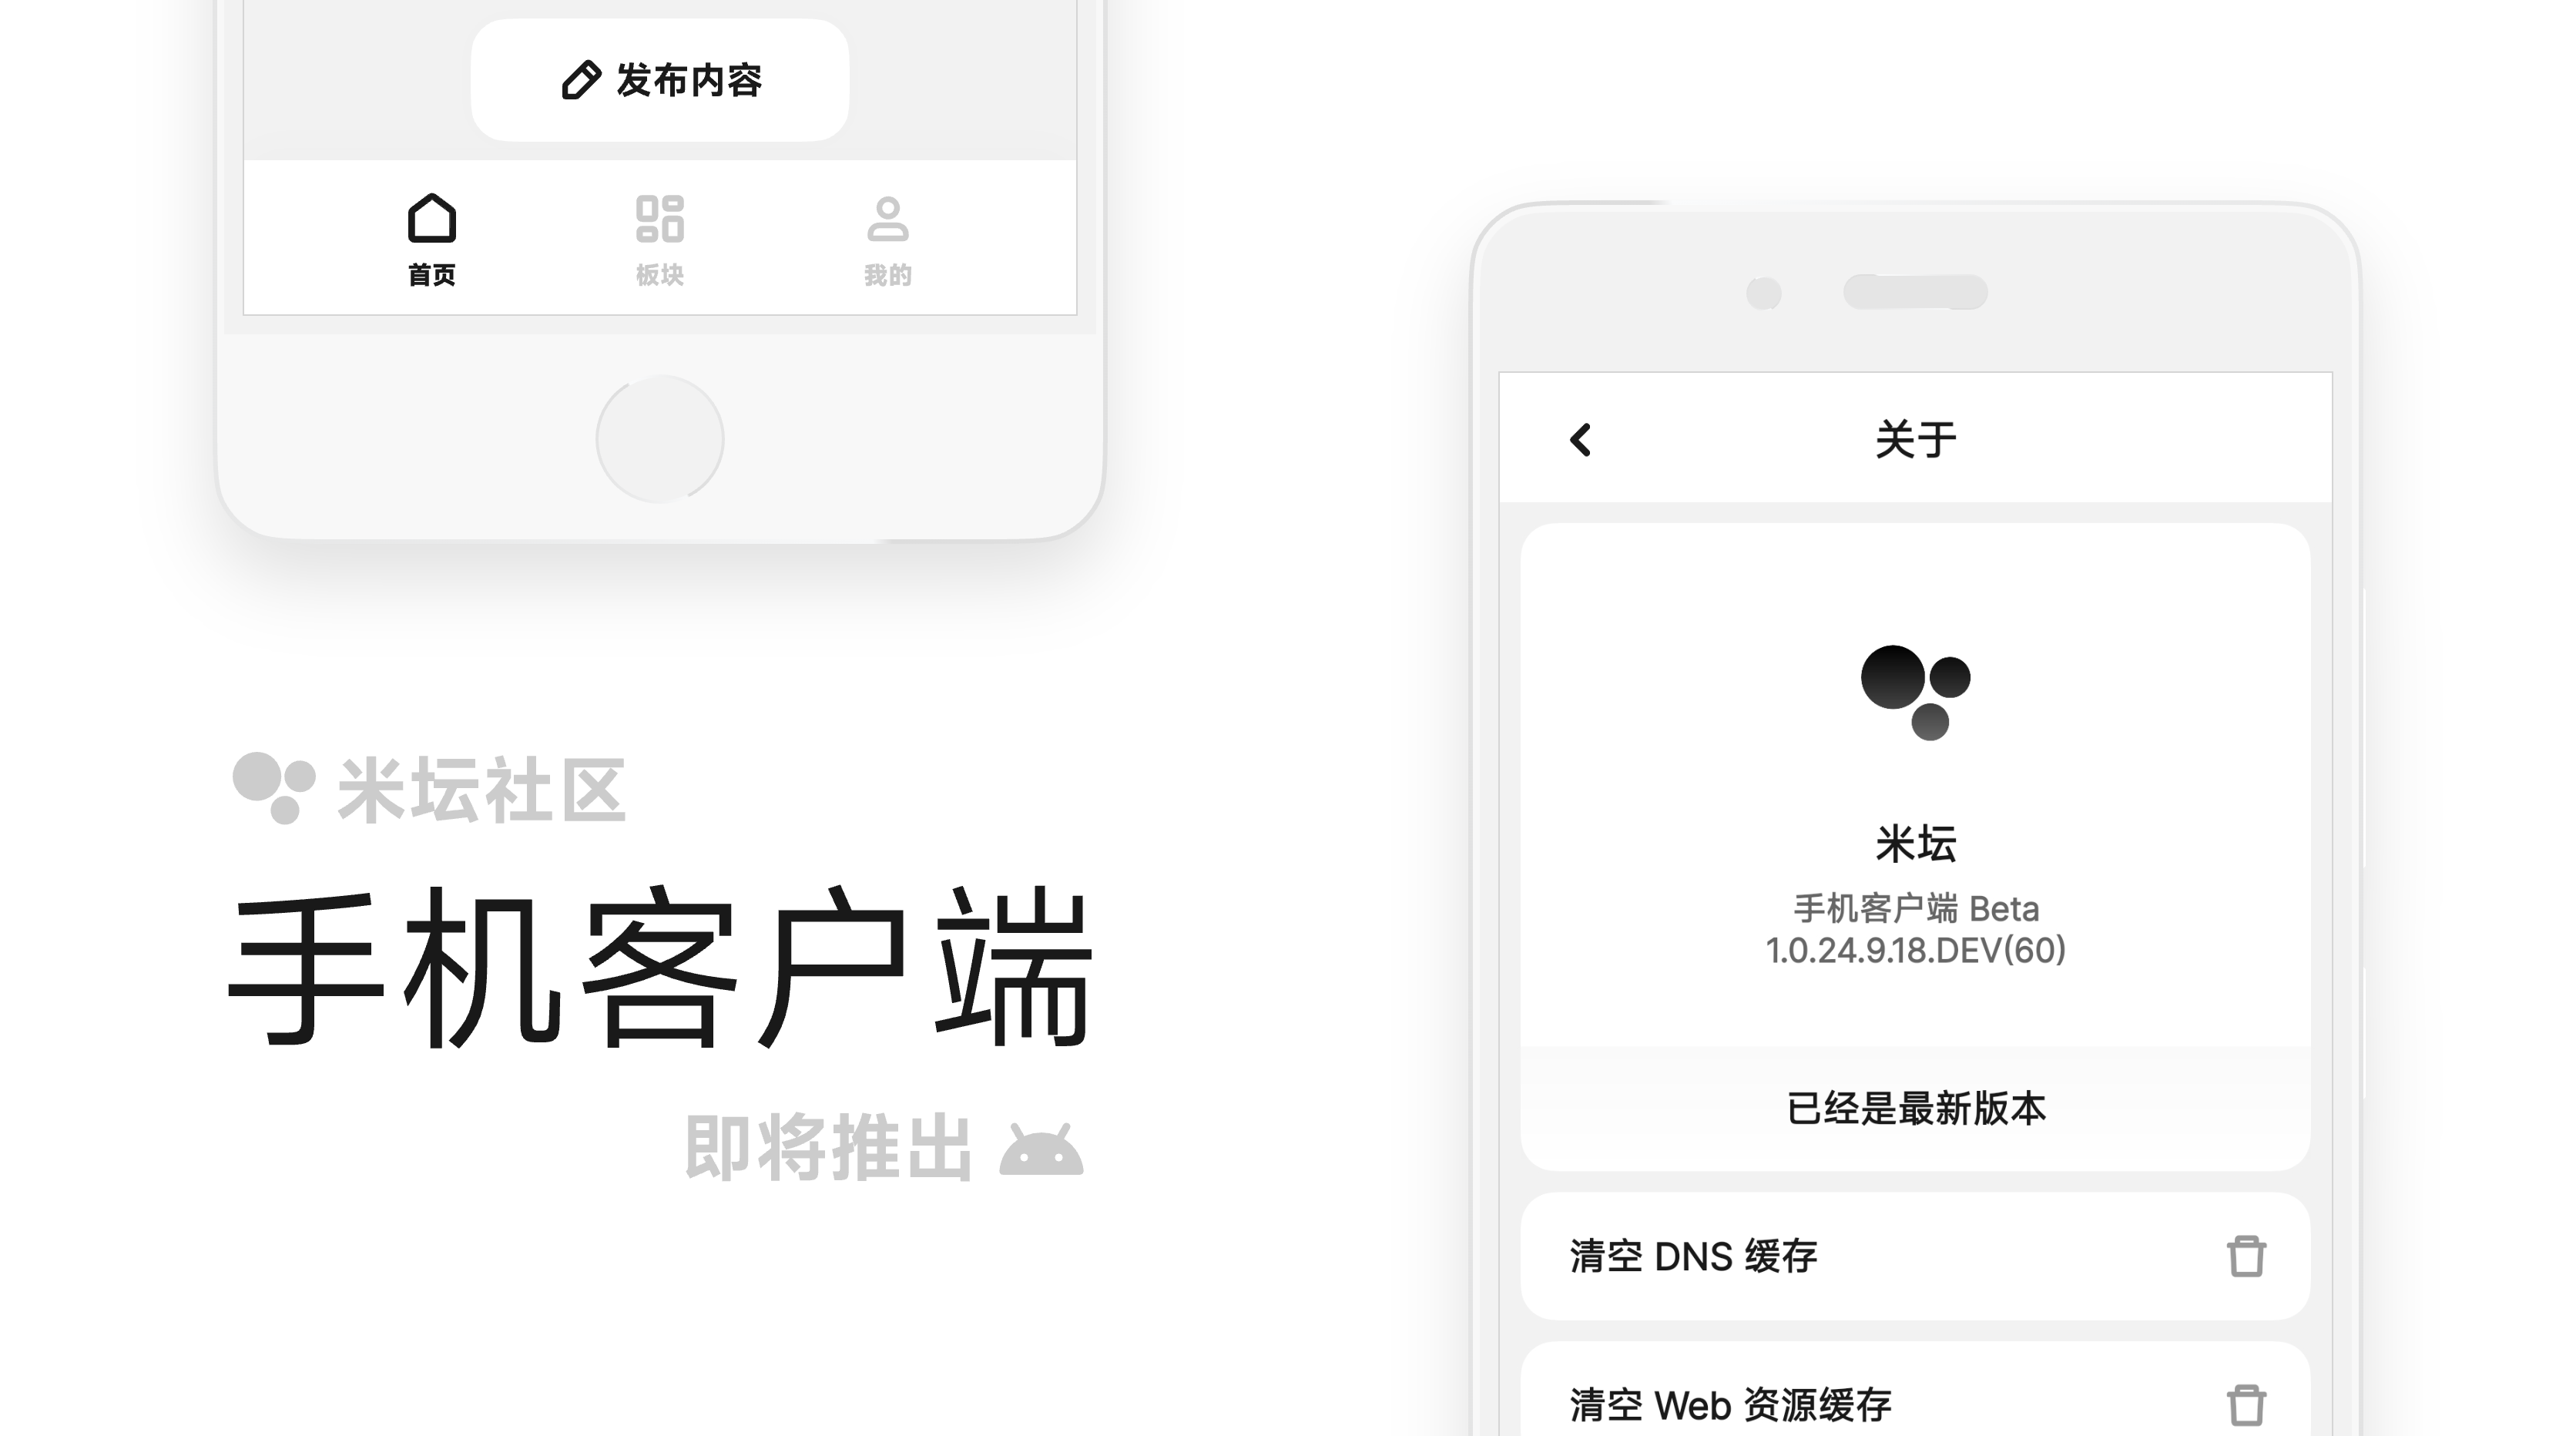 发布内容
首页
板块
我的
米坛社区
手机客户端
即将推出
关于
米坛
手机客户端 Beta
1.0.24.9.18.DEV(60)
已经是最新版本
清空 DNS 缓存
清空 Web 资源缓存